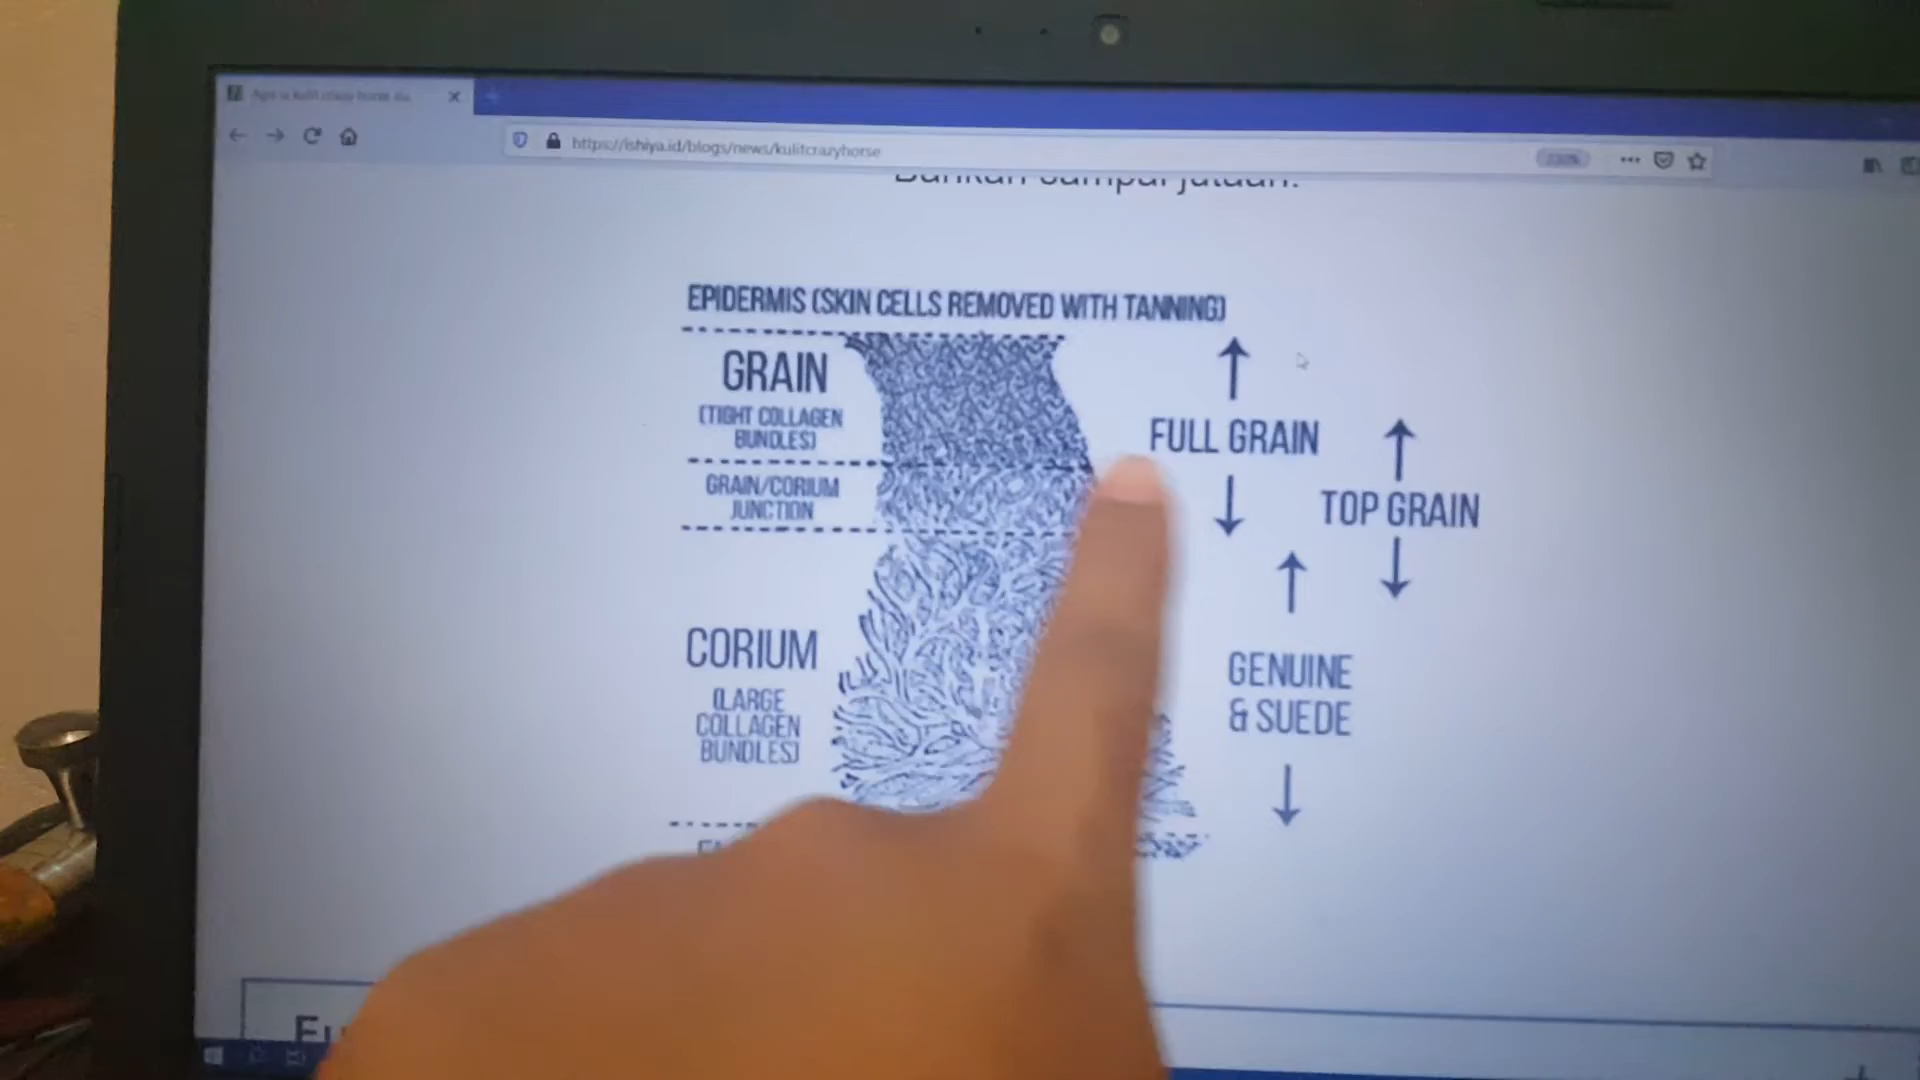 https://ishiya.id/blogs/news/kulitcrazyhorse
EPIDERMIS (SKIN CELLS REMOVED WITH TANNING)
GRAIN
(TIGHT COLLAGEN
BUNDLES)
FULL GRAIN
GRAIN/CORIUM
JUNCTION
TOP GRAIN
CORIUM
(LARGE
COLLAGEN
BUNDLES)
GENUINE
& SUEDE